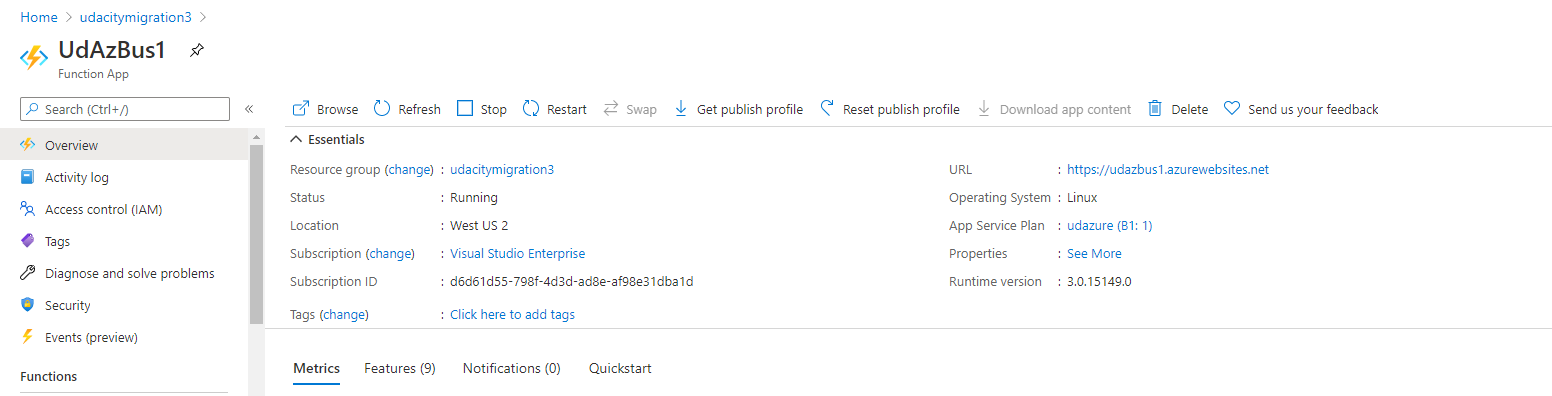 Home > udacitymigration3 >
UdAzBus1
Function App
Search (Ctrl+/)
«
Overview
Activity log
Access control (IAM)
Tags
Diagnose and solve problems
Security
Events (preview)
Functions
Browse Refresh Stop Restart Swap Get publish profile Reset publish profile Download app content Delete Send us your feedback
Essentials
Resource group (change) : udacitymigration3
Status : Running
Location : West US 2
Subscription (change) : Visual Studio Enterprise
Subscription ID : d6d61d55-798f-4d3d-ad8e-af98e31dba1d
Tags (change) : Click here to add tags
URL : https://udazbus1.azurewebsites.net
Operating System : Linux
App Service Plan : udazure (B1: 1)
Properties : See More
Runtime version : 3.0.15149.0
Metrics Features (9) Notifications (0) Quickstart